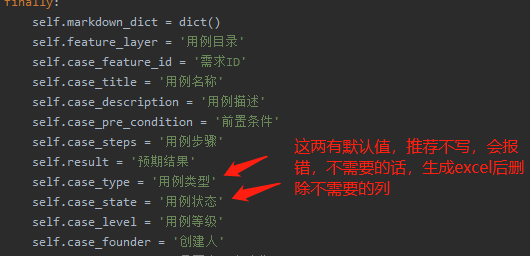 finally:
self.markdown_dict = dict()
self.feature_layer = '用例目录'
self.case_feature_id = '需求ID'
self.case_title = '用例名称'
self.case_description = '用例描述'
self.case_pre_condition = '前置条件'
self.case_steps = '用例步骤'
self.result = '预期结果'
self.case_type = '用例类型'
self.case_state = '用例状态'
self.case_level = '用例等级'
self.case_founder = '创建人'
这两有默认值，推荐不写，会报
错，不需要的话，生成excel后删
除不需要的列